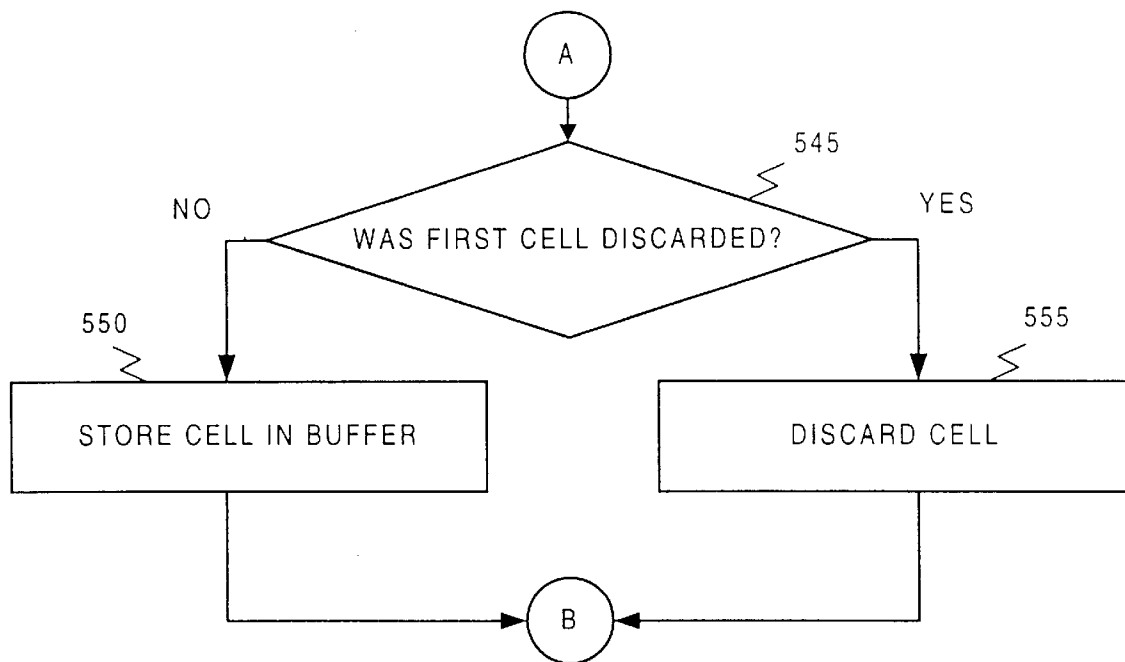 A
545
NO
YES
WAS FIRST CELL DISCARDED?
550
555
STORE CELL IN BUFFER
DISCARD CELL
B